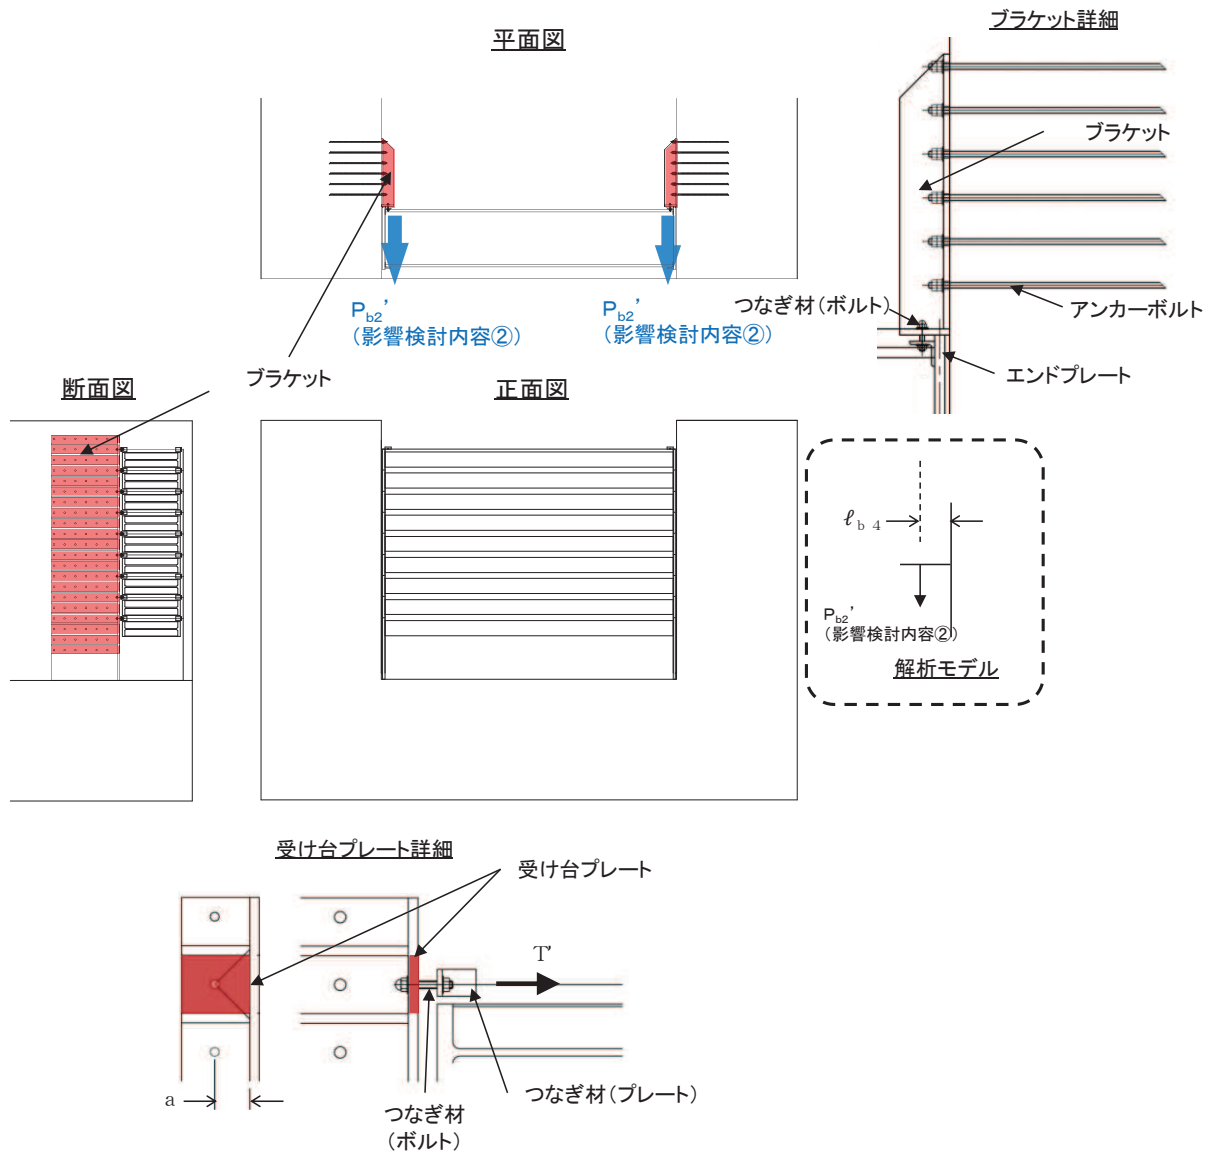 平面図
ブラケット詳細
ブラケット
Pb2’
(影響検討内容②)
Pb2’
(影響検討内容②)
つなぎ材(ボルト)
アンカーボルト
エンドプレート
断面図
ブラケット
正面図
ℓb4
Pb2’
(影響検討内容②)
解析モデル
受け台プレート詳細
受け台プレート
T’
a
つなぎ材
(ボルト)
つなぎ材(プレート)